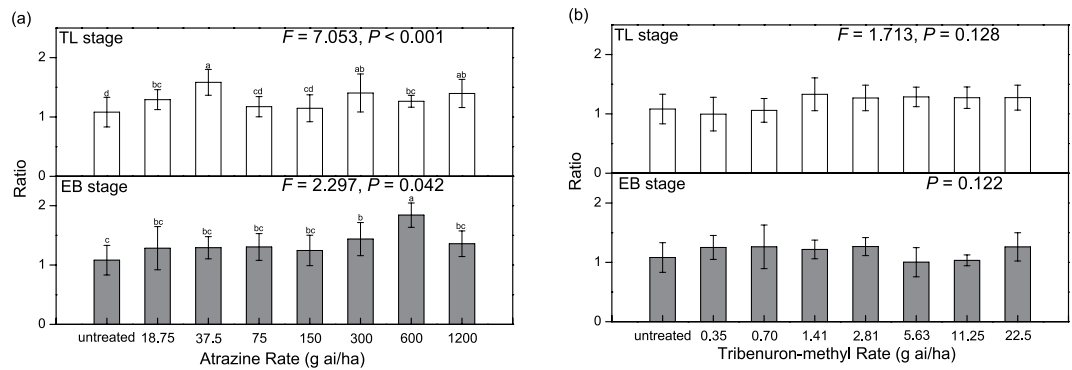 (a)
TL stage
F = 7.053, P < 0.001
2
1
0
d
bc
a
cd
cd
ab
bc
ab
EB stage
F = 2.297, P = 0.042
2
1
0
c
bc
bc
bc
bc
b
a
bc
Ratio
untreated 18.75 37.5 75 150 300 600 1200
Atrazine Rate (g ai/ha)
(b)
TL stage
F = 1.713, P = 0.128
2
1
0
EB stage
P = 0.122
2
1
0
Ratio
untreated 0.35 0.70 1.41 2.81 5.63 11.25 22.5
Tribenuron-methyl Rate (g ai/ha)